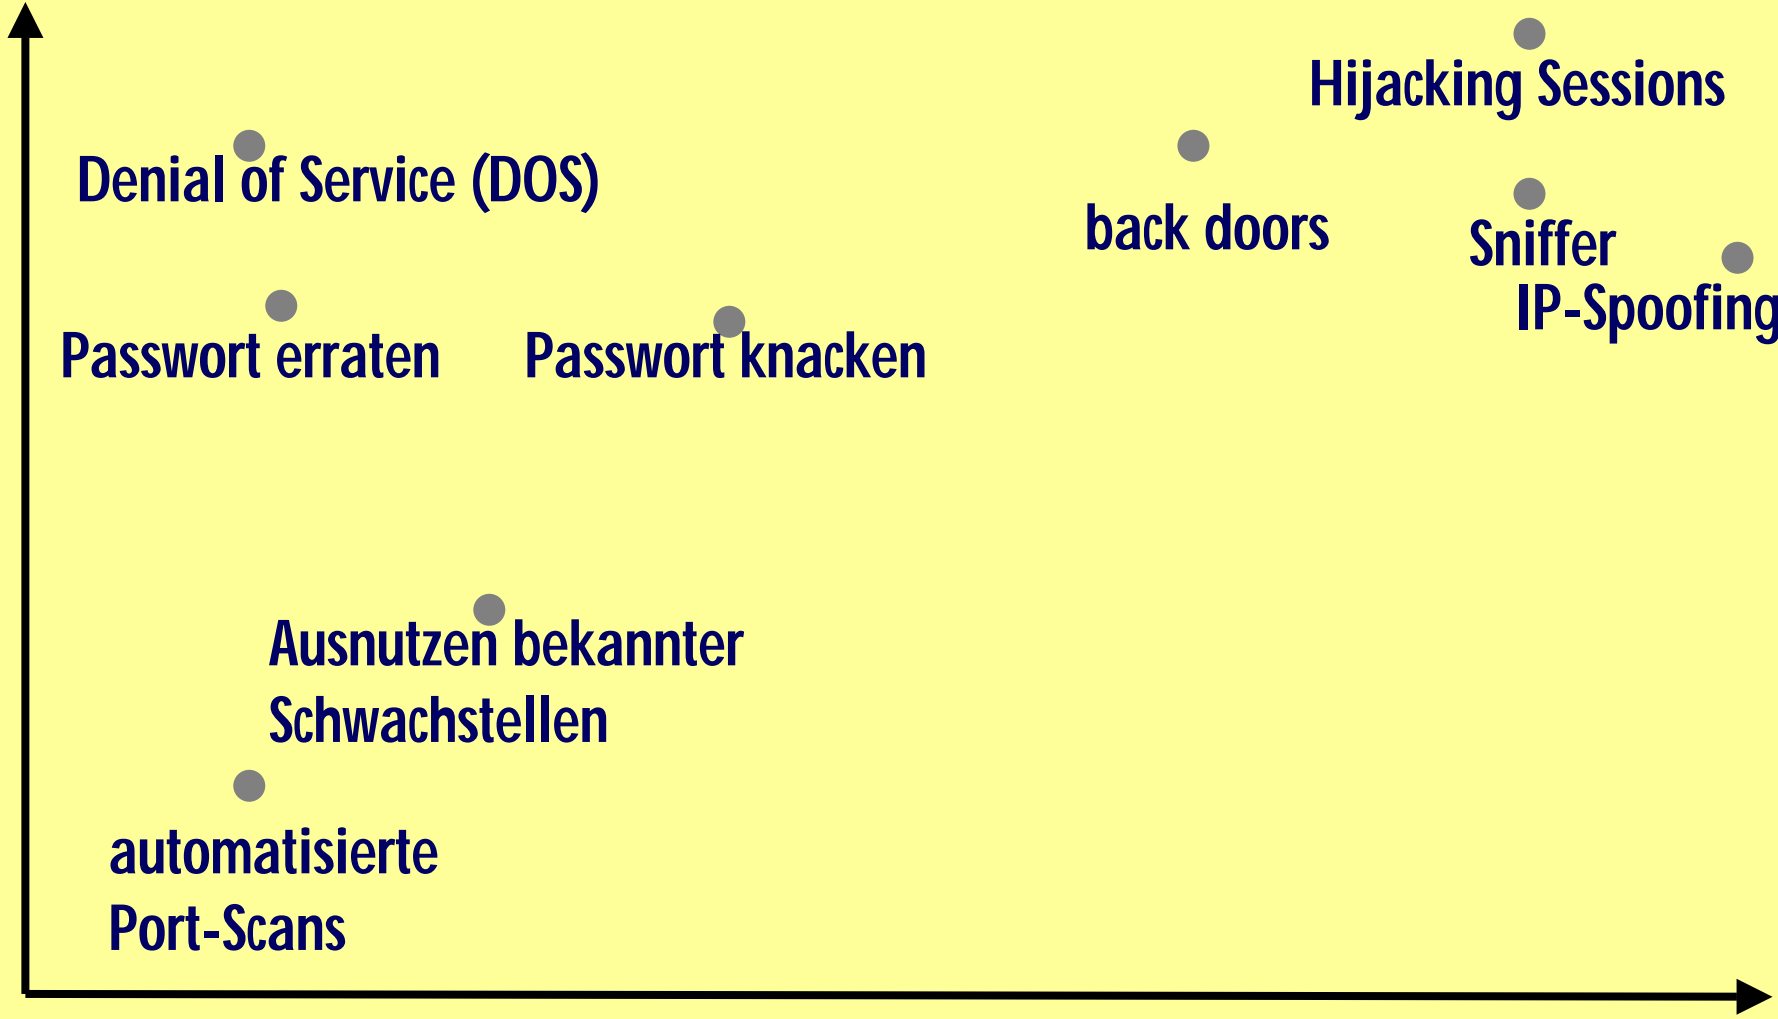 Hijacking Sessions
Denial of Service (DOS)
back doors
Sniffer
IP-Spoofing
Passwort erraten
Passwort knacken
Ausnutzen bekannter
Schwachstellen
automatisierte
Port-Scans